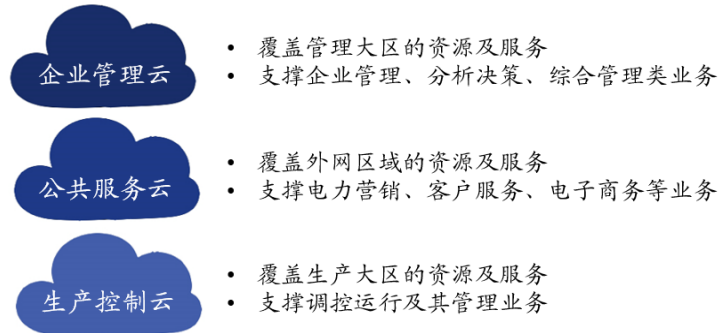 企业管理云
• 覆盖管理大区的资源及服务
• 支撑企业管理、分析决策、综合管理类业务
公共服务云
• 覆盖外网区域的资源及服务
• 支撑电力营销、客户服务、电子商务等业务
生产控制云
• 覆盖生产大区的资源及服务
• 支撑调控运行及其管理业务